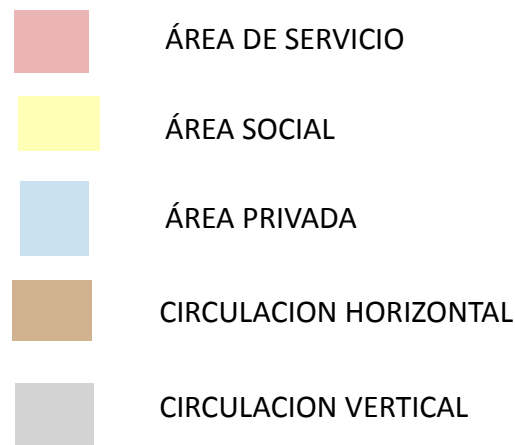 ÁREA DE SERVICIO
ÁREA SOCIAL
ÁREA PRIVADA
CIRCULACION HORIZONTAL
CIRCULACION VERTICAL